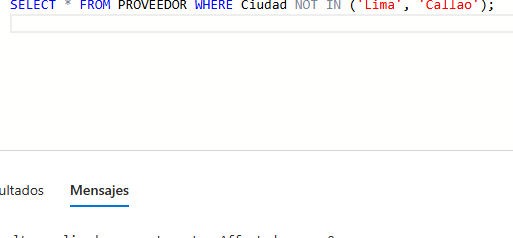 SELECT * FROM PROVEEDOR WHERE Ciudad NOT IN ('Lima', 'Callao');
ultados Mensajes